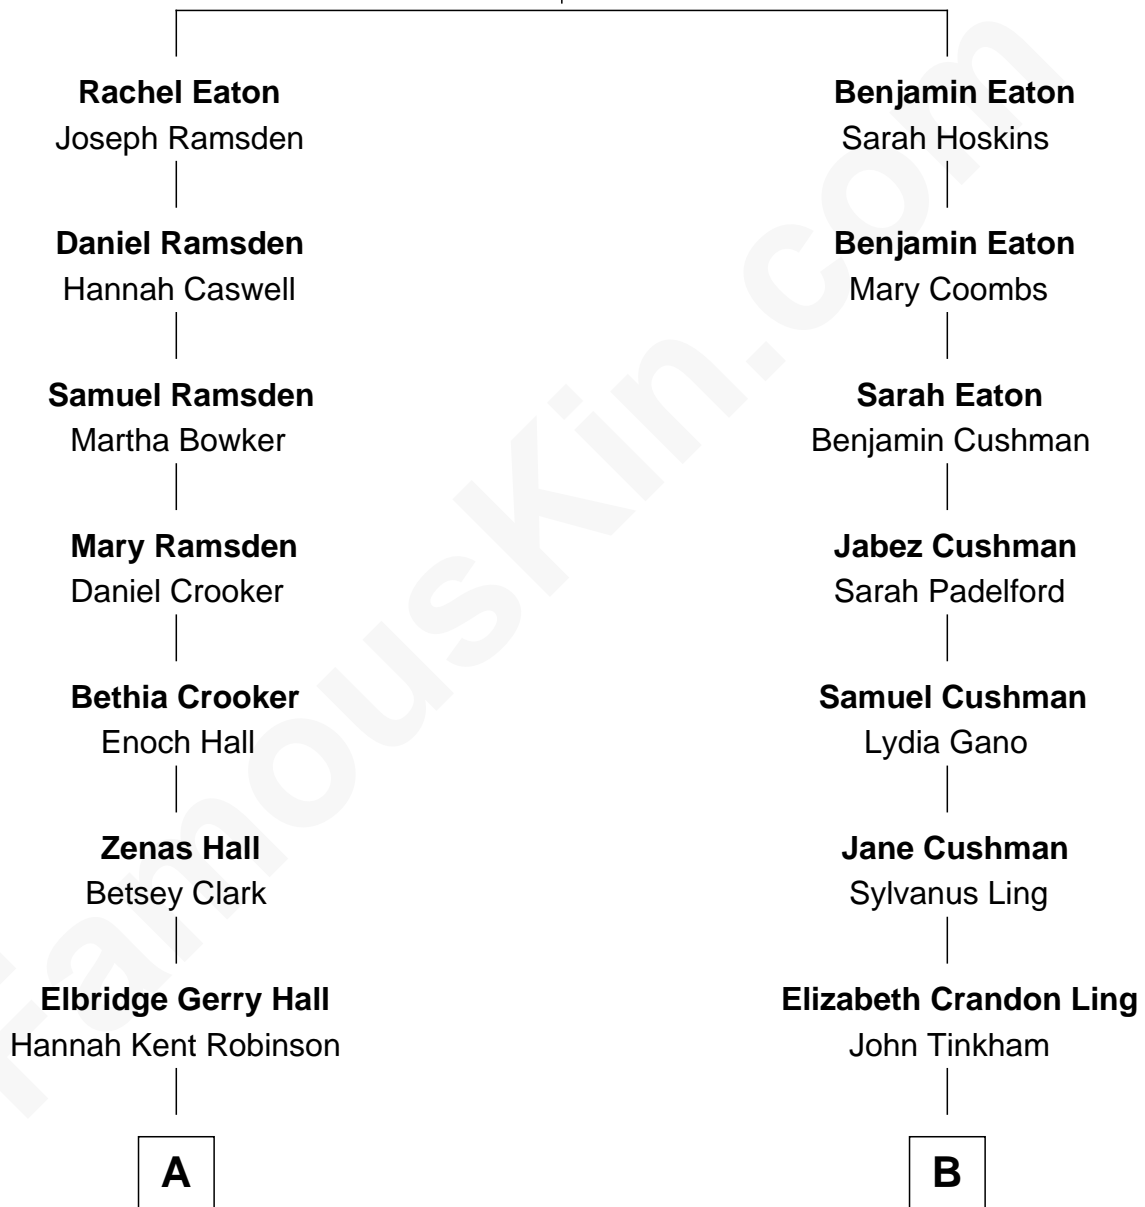 Rachel Eaton
Joseph Ramsden
Daniel Ramsden
Hannah Caswell
Samuel Ramsden
Martha Bowker
Mary Ramsden
Daniel Crooker
Bethia Crooker
Enoch Hall
Zenas Hall
Betsey Clark
Elbridge Gerry Hall
Hannah Kent Robinson
A
Benjamin Eaton
Sarah Hoskins
Benjamin Eaton
Mary Coombs
Sarah Eaton
Benjamin Cushman
Jabez Cushman
Sarah Padelford
Samuel Cushman
Lydia Gano
Jane Cushman
Sylvanus Ling
Elizabeth Crandon Ling
John Tinkham
B
FamousKin.com